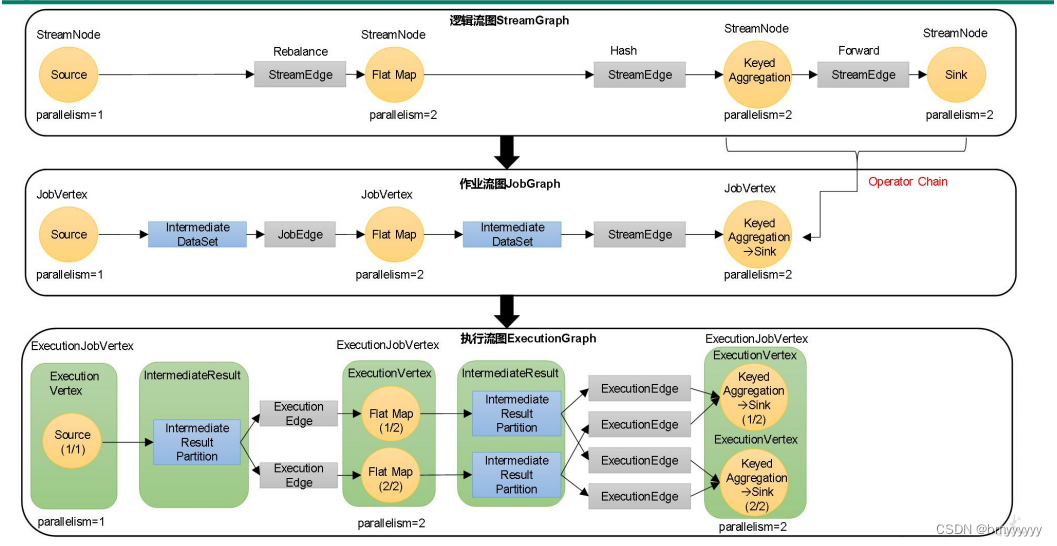 逻辑流图StreamGraph
StreamNode
StreamNode
StreamNode
StreamNode
Rebalance
Hash
Forward
Source
StreamEdge
Flat Map
StreamEdge
Keyed
Aggregation
StreamEdge
Sink
parallelism=1
parallelism=2
parallelism=2
parallelism=2
作业流图JobGraph
Operator Chain
JobVertex
JobVertex
JobVertex
Source
Intermediate
DataSet
JobEdge
Flat Map
Intermediate
DataSet
StreamEdge
Keyed
Aggregation
→Sink
parallelism=1
parallelism=2
parallelism=2
执行流图ExecutionGraph
ExecutionJobVertex
ExecutionJobVertex
ExecutionJobVertex
Execution
Vertex
IntermediateResult
ExecutionVertex
IntermediateResult
ExecutionVertex
Source
(1/1)
Intermediate
Result
Partition
Execution
Edge
Execution
Edge
Flat Map
(1/2)
Flat Map
(2/2)
Intermediate
Result
Partition
Intermediate
Result
Partition
ExecutionEdge
ExecutionEdge
ExecutionEdge
ExecutionEdge
Keyed
Aggregation
→Sink
(1/2)
ExecutionVertex
Keyed
Aggregation
→Sink
(2/2)
parallelism=1
parallelism=2
parallelism=2